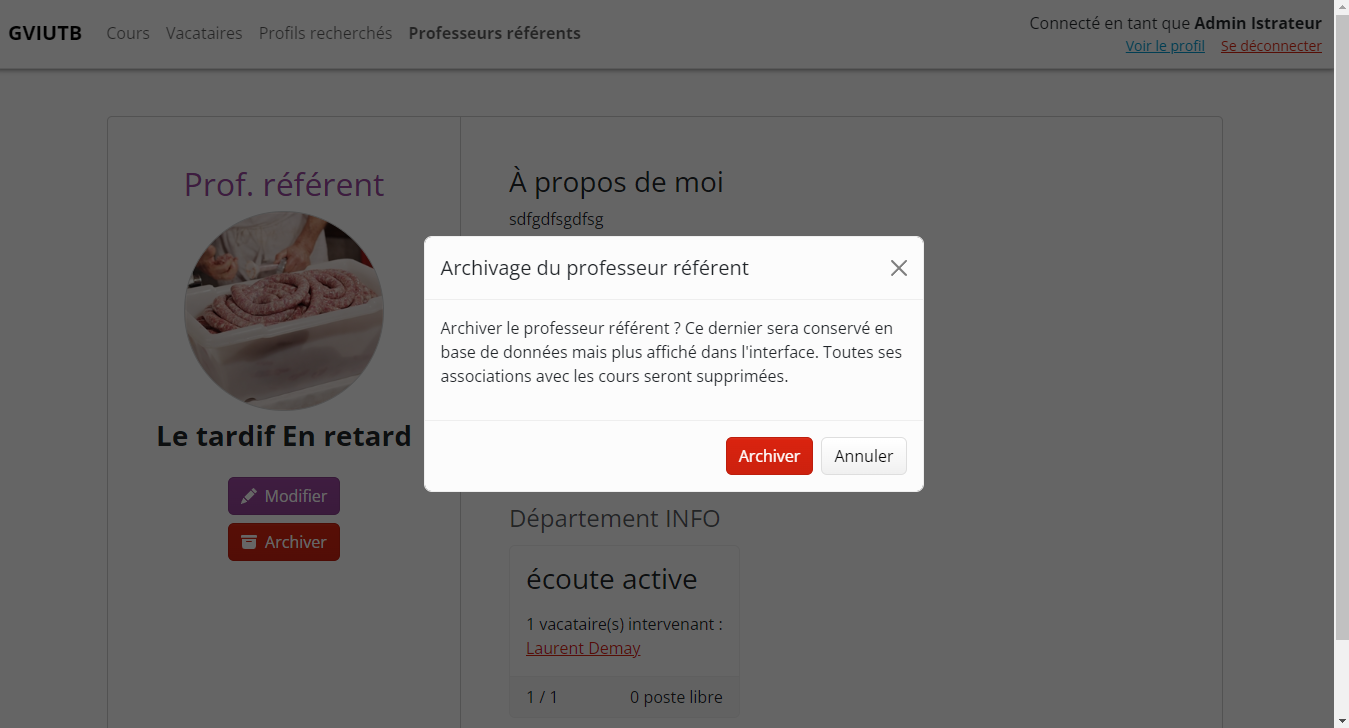 GVIUTB Cours Vacataires Profils recherchés Professeurs référents
Connecté en tant que Admin Istrateur
Voir le profil Se déconnecter
Prof. référent
Le tardif En retard
Modifier
Archiver
À propos de moi
sdfgdfsgdfsg
Archivage du professeur référent
Archiver le professeur référent ? Ce dernier sera conservé en
base de données mais plus affiché dans l'interface. Toutes ses
associations avec les cours seront supprimées.
Archiver Annuler
Département INFO
écoute active
1 vacataire(s) intervenant :
Laurent Demay
1 / 1 0 poste libre